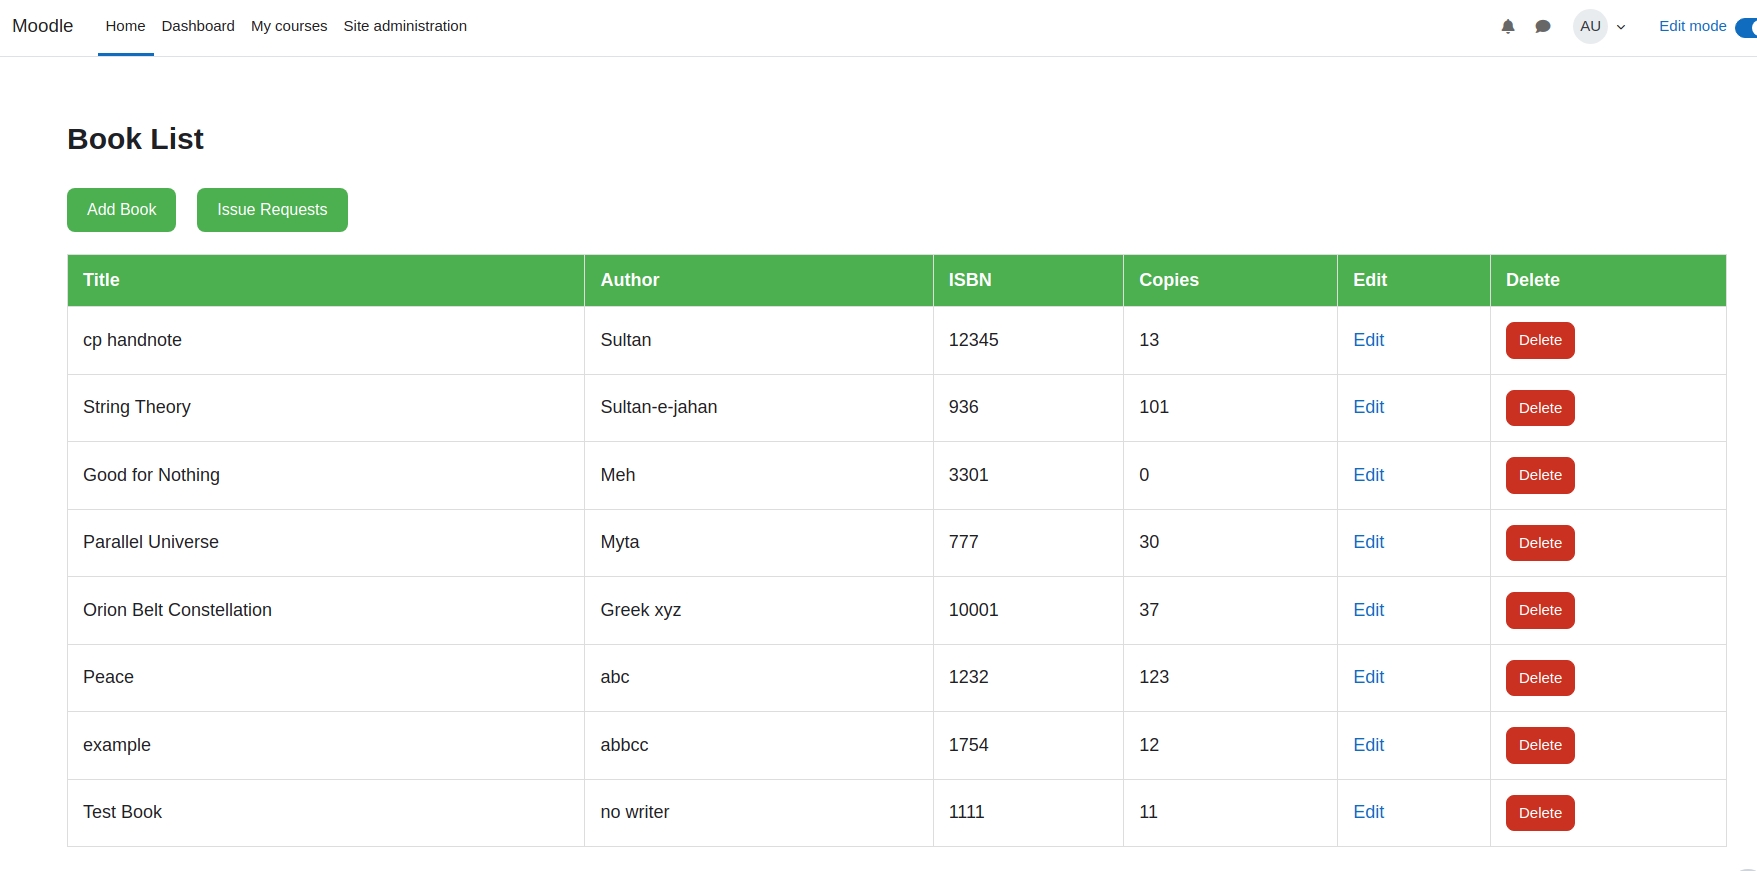 Moodle Home Dashboard My courses Site administration AU Edit mode
Book List
Add Book Issue Requests
Title Author ISBN Copies Edit Delete
cp handnote Sultan 12345 13 Edit Delete
String Theory Sultan-e-jahan 936 101 Edit Delete
Good for Nothing Meh 3301 0 Edit Delete
Parallel Universe Myta 777 30 Edit Delete
Orion Belt Constellation Greek xyz 10001 37 Edit Delete
Peace abc 1232 123 Edit Delete
example abbcc 1754 12 Edit Delete
Test Book no writer 1111 11 Edit Delete